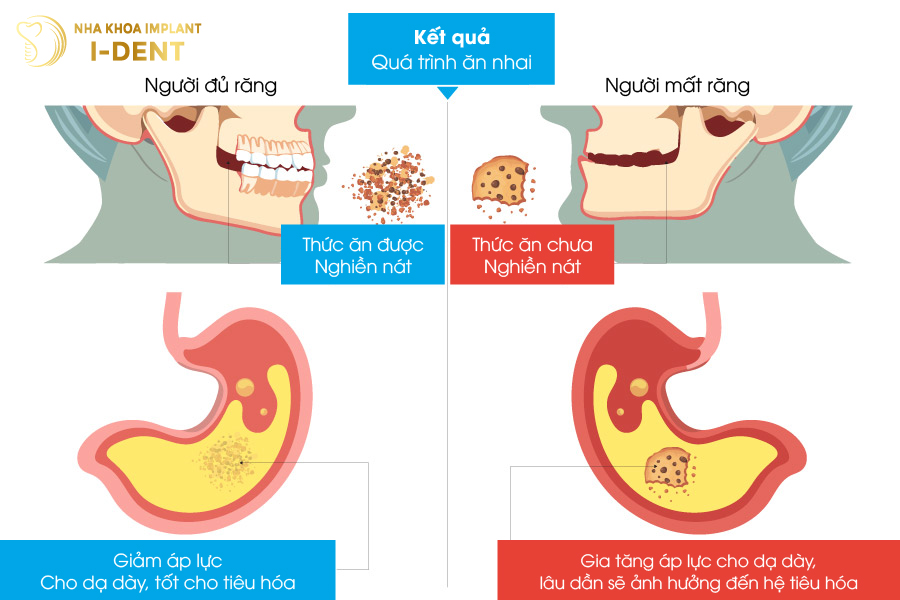 NHA KHOA IMPLANT
I-DENT
Kết quả
Quá trình ăn nhai
Người đủ răng
Người mất răng
Thức ăn được
Nghiền nát
Thức ăn chưa
Nghiền nát
Giảm áp lực
Cho dạ dày, tốt cho tiêu hóa
Gia tăng áp lực cho dạ dày,
lâu dần sẽ ảnh hưởng đến hệ tiêu hóa